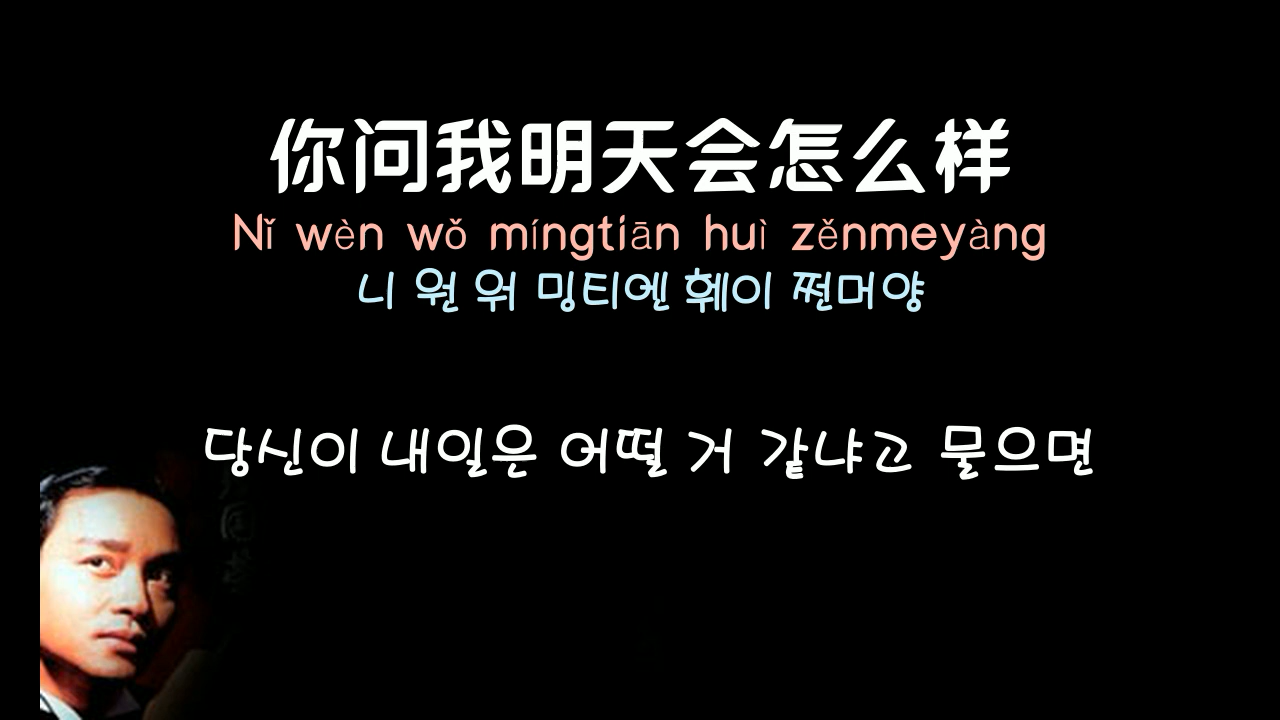 你问我明天会怎么样
Nǐ wèn wǒ míngtiān huì zěnmeyàng
니 원 워 밍티엔 훼이 쩐머양
당신이 내일은 어떨 거 같냐고 물으면